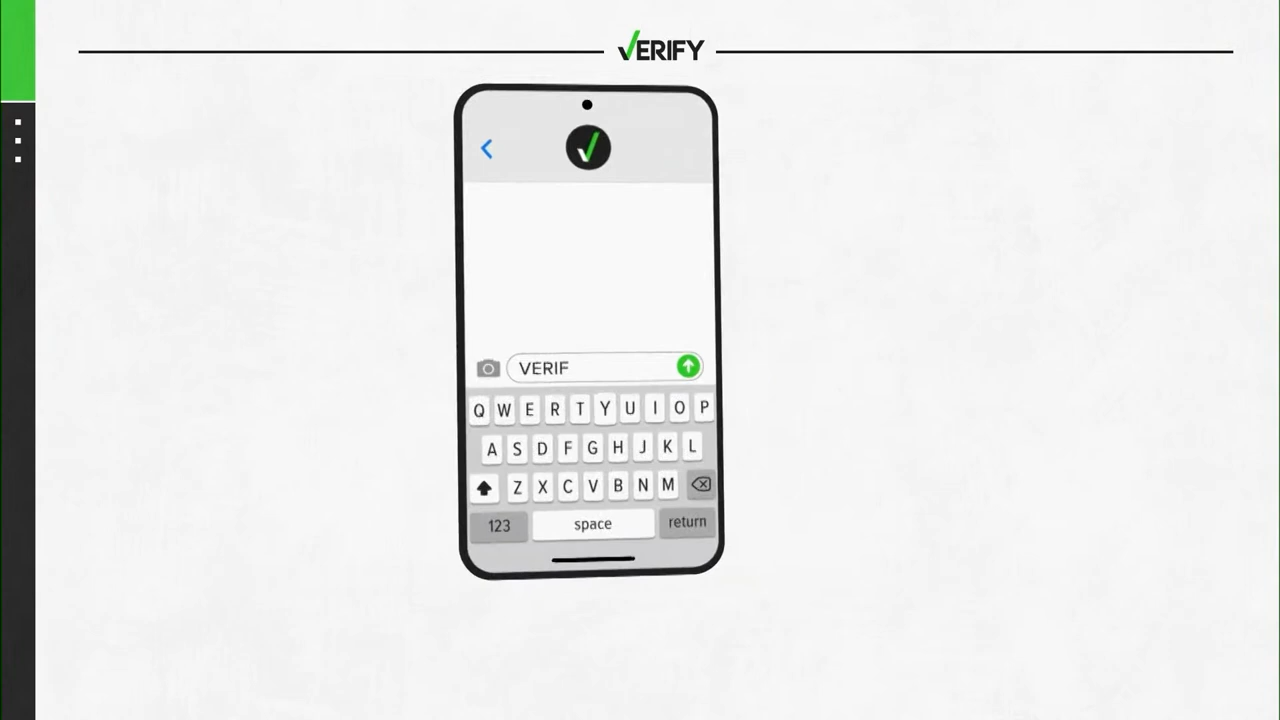 VERIFY
VERIF
Q W E R T Y U I O P
A S D F G H J K L
Z X C V B N M
123 space return